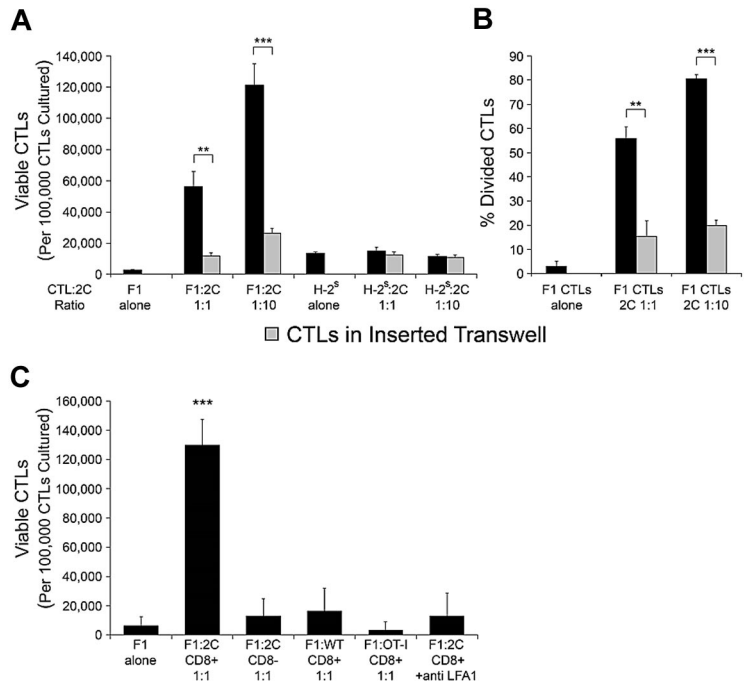 A
Viable CTLs
(Per 100,000 CTLs Cultured)
140,000
120,000
100,000
80,000
60,000
40,000
20,000
0
**
***
CTL:2C
Ratio
F1
alone
F1:2C
1:1
F1:2C
1:10
H-2ˢ
alone
H-2ˢ:2C
1:1
H-2ˢ:2C
1:10
B
% Divided CTLs
90
80
70
60
50
40
30
20
10
0
**
***
F1 CTLs
alone
F1 CTLs
2C 1:1
F1 CTLs
2C 1:10
CTLs in Inserted Transwell
C
Viable CTLs
(Per 100,000 CTLs Cultured)
160,000
140,000
120,000
100,000
80,000
60,000
40,000
20,000
0
***
F1
alone
F1:2C
CD8+
1:1
F1:2C
CD8-
1:1
F1:WT
CD8+
1:1
F1:OT-I
CD8+
1:1
F1:2C
CD8+
+anti LFA1